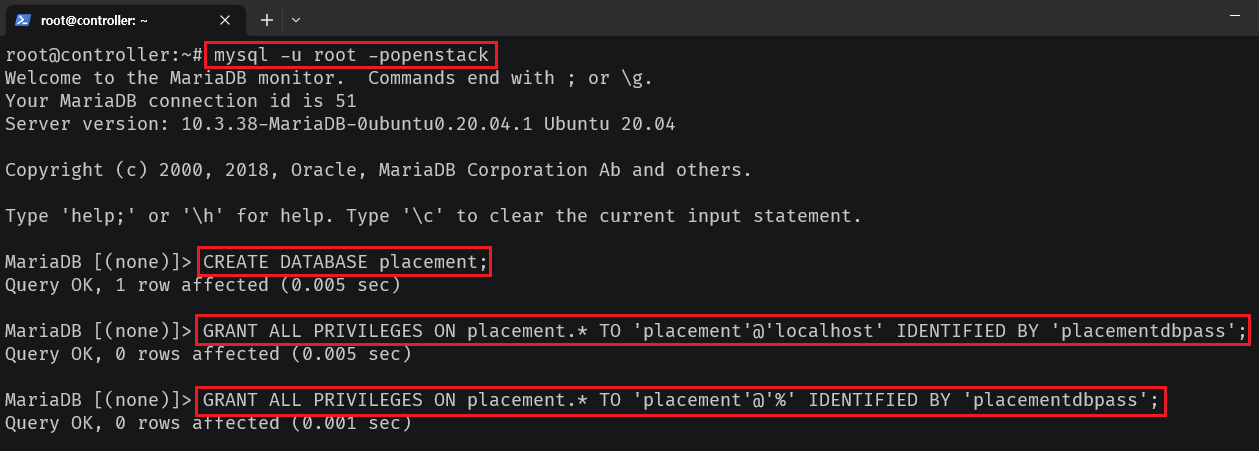 root@controller: ~
root@controller:~# mysql -u root -popenstack
Welcome to the MariaDB monitor.  Commands end with ; or \g.
Your MariaDB connection id is 51
Server version: 10.3.38-MariaDB-0ubuntu0.20.04.1 Ubuntu 20.04
Copyright (c) 2000, 2018, Oracle, MariaDB Corporation Ab and others.
Type 'help;' or '\h' for help. Type '\c' to clear the current input statement.
MariaDB [(none)]> CREATE DATABASE placement;
Query OK, 1 row affected (0.005 sec)
MariaDB [(none)]> GRANT ALL PRIVILEGES ON placement.* TO 'placement'@'localhost' IDENTIFIED BY 'placementdbpass';
Query OK, 0 rows affected (0.005 sec)
MariaDB [(none)]> GRANT ALL PRIVILEGES ON placement.* TO 'placement'@'%' IDENTIFIED BY 'placementdbpass';
Query OK, 0 rows affected (0.001 sec)